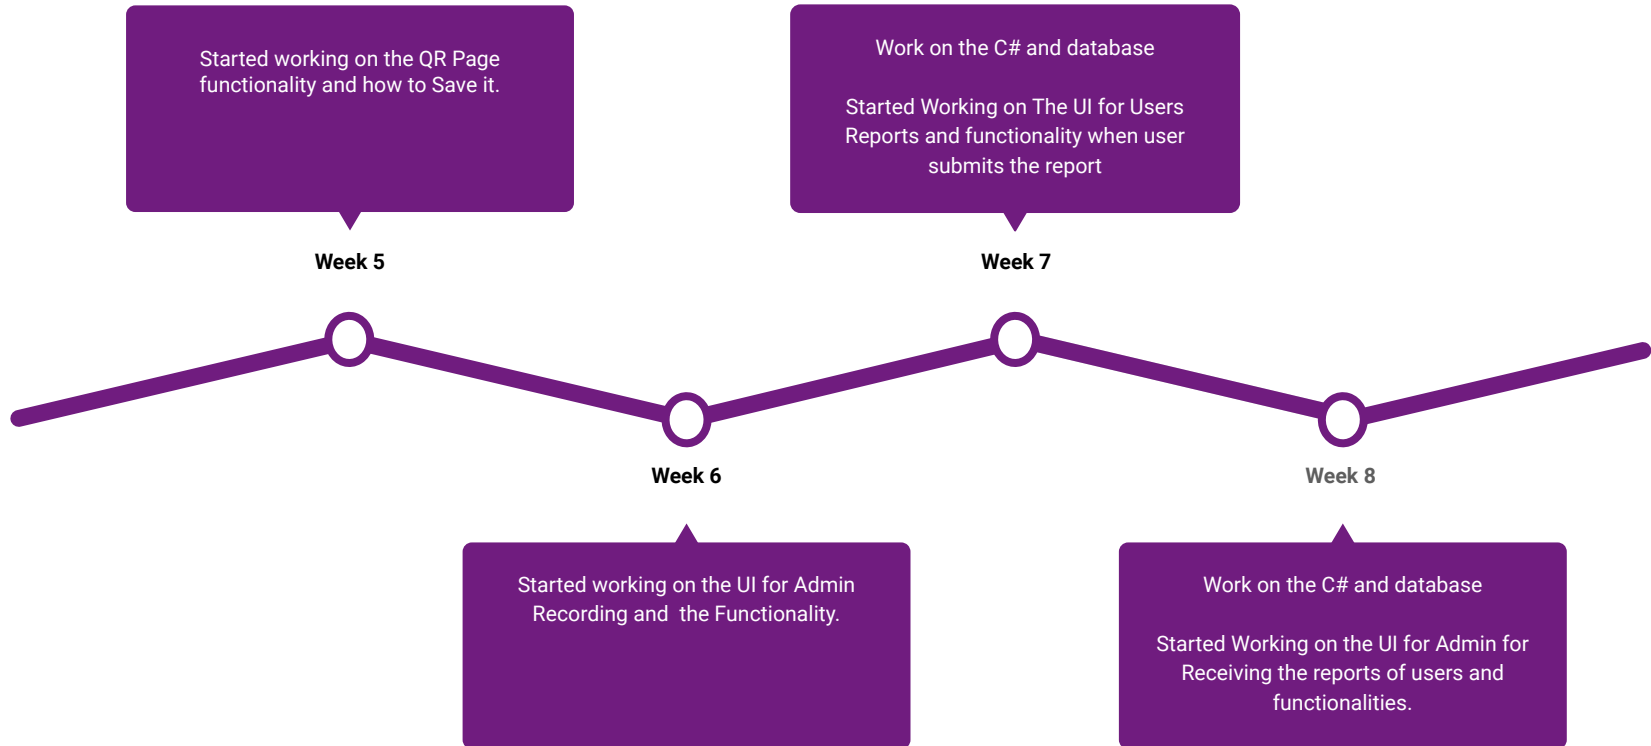 Started working on the QR Page
functionality and how to Save it.
Week 5
Started working on the UI for Admin
Recording and  the Functionality.
Week 6
Work on the C# and database
Started Working on The UI for Users
Reports and functionality when user
submits the report
Week 7
Work on the C# and database
Started Working on the UI for Admin for
Receiving the reports of users and
functionalities.
Week 8